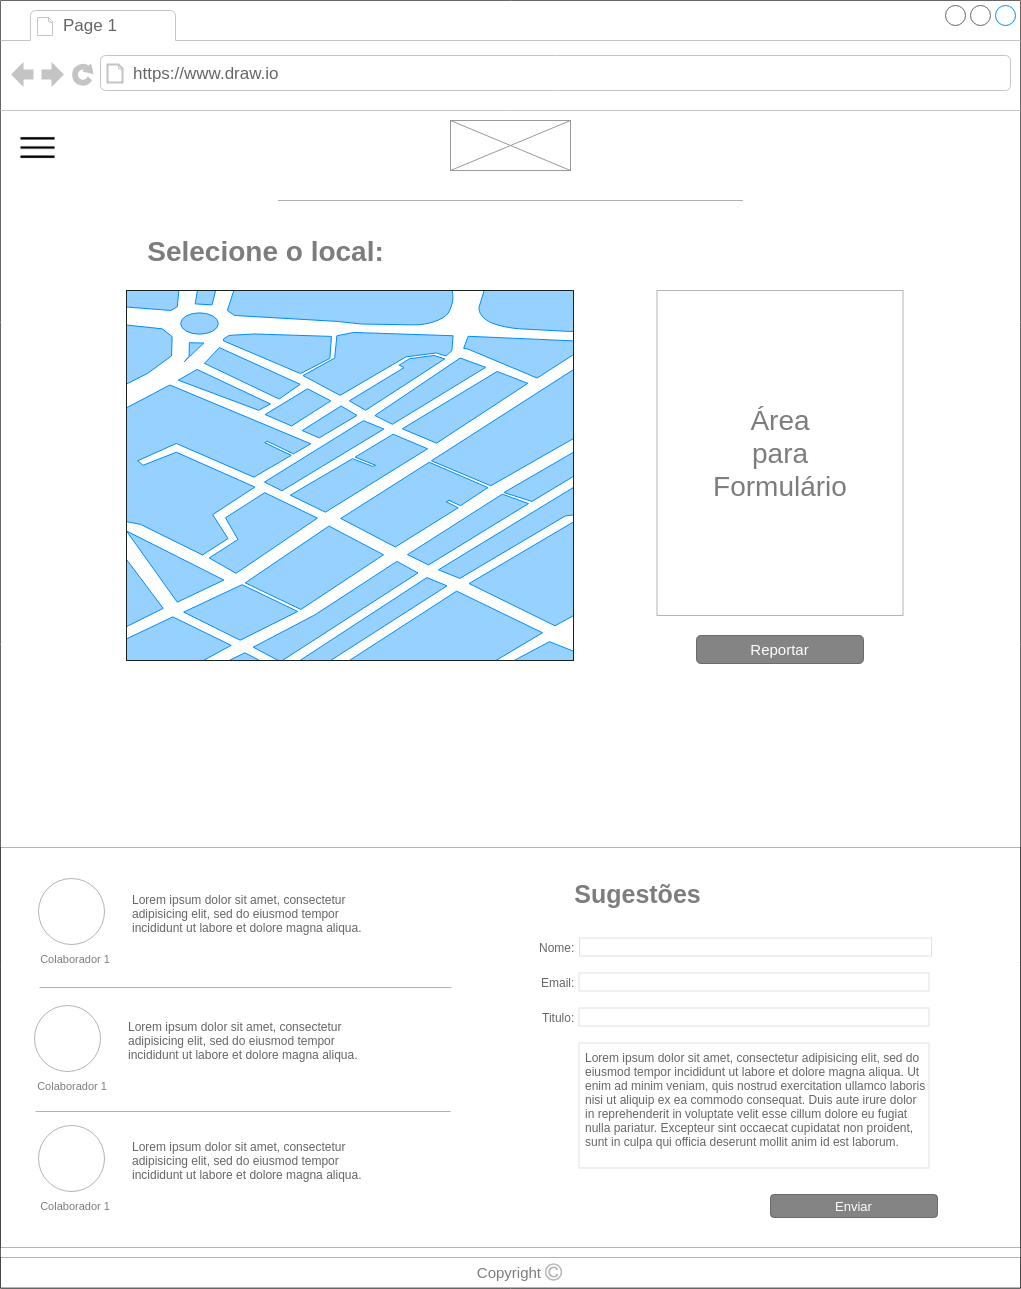 Page 1
https://www.draw.io
Selecione o local:
Área
para
Formulário
Reportar
Lorem ipsum dolor sit amet, consectetur
adipisicing elit, sed do eiusmod tempor
incididunt ut labore et dolore magna aliqua.
Colaborador 1
Lorem ipsum dolor sit amet, consectetur
adipisicing elit, sed do eiusmod tempor
incididunt ut labore et dolore magna aliqua.
Colaborador 1
Lorem ipsum dolor sit amet, consectetur
adipisicing elit, sed do eiusmod tempor
incididunt ut labore et dolore magna aliqua.
Colaborador 1
Sugestões
Nome:
Email:
Titulo:
Lorem ipsum dolor sit amet, consectetur adipisicing elit, sed do
eiusmod tempor incididunt ut labore et dolore magna aliqua. Ut
enim ad minim veniam, quis nostrud exercitation ullamco laboris
nisi ut aliquip ex ea commodo consequat. Duis aute irure dolor
in reprehenderit in voluptate velit esse cillum dolore eu fugiat
nulla pariatur. Excepteur sint occaecat cupidatat non proident,
sunt in culpa qui officia deserunt mollit anim id est laborum.
Enviar
Copyright ©